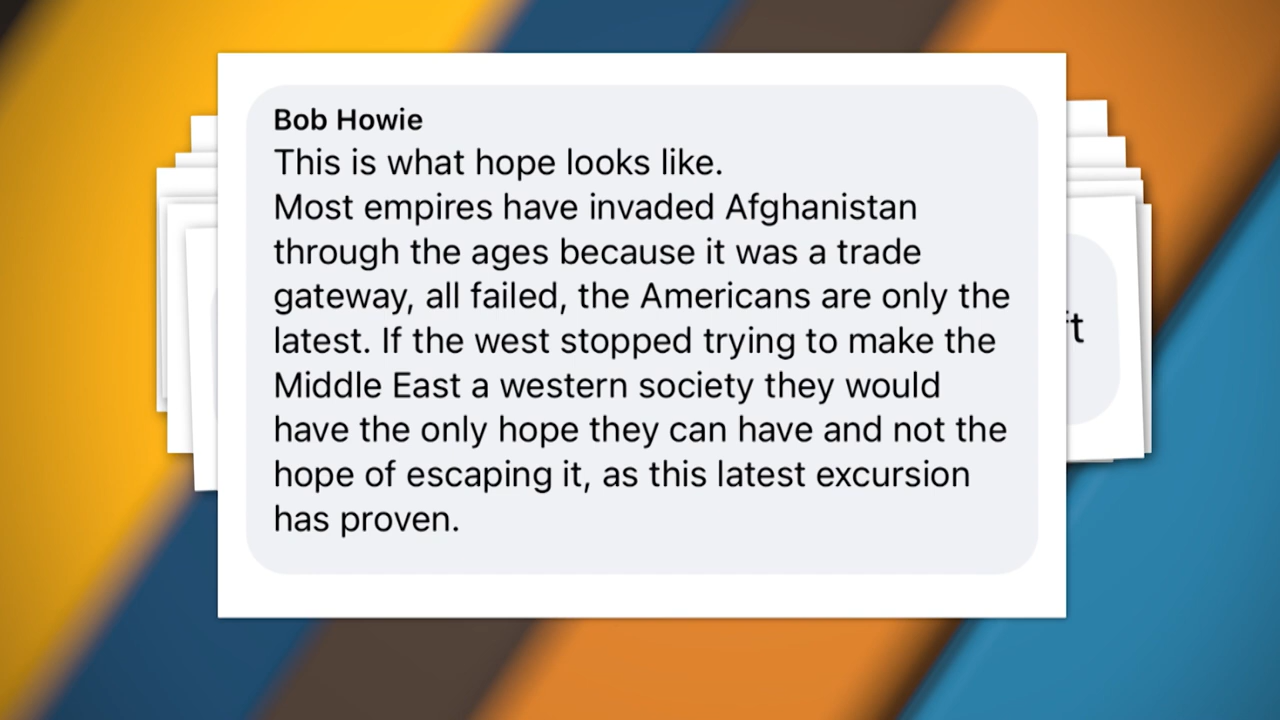 Bob Howie
This is what hope looks like.
Most empires have invaded Afghanistan
through the ages because it was a trade
gateway, all failed, the Americans are only the
latest. If the west stopped trying to make the
Middle East a western society they would
have the only hope they can have and not the
hope of escaping it, as this latest excursion
has proven.